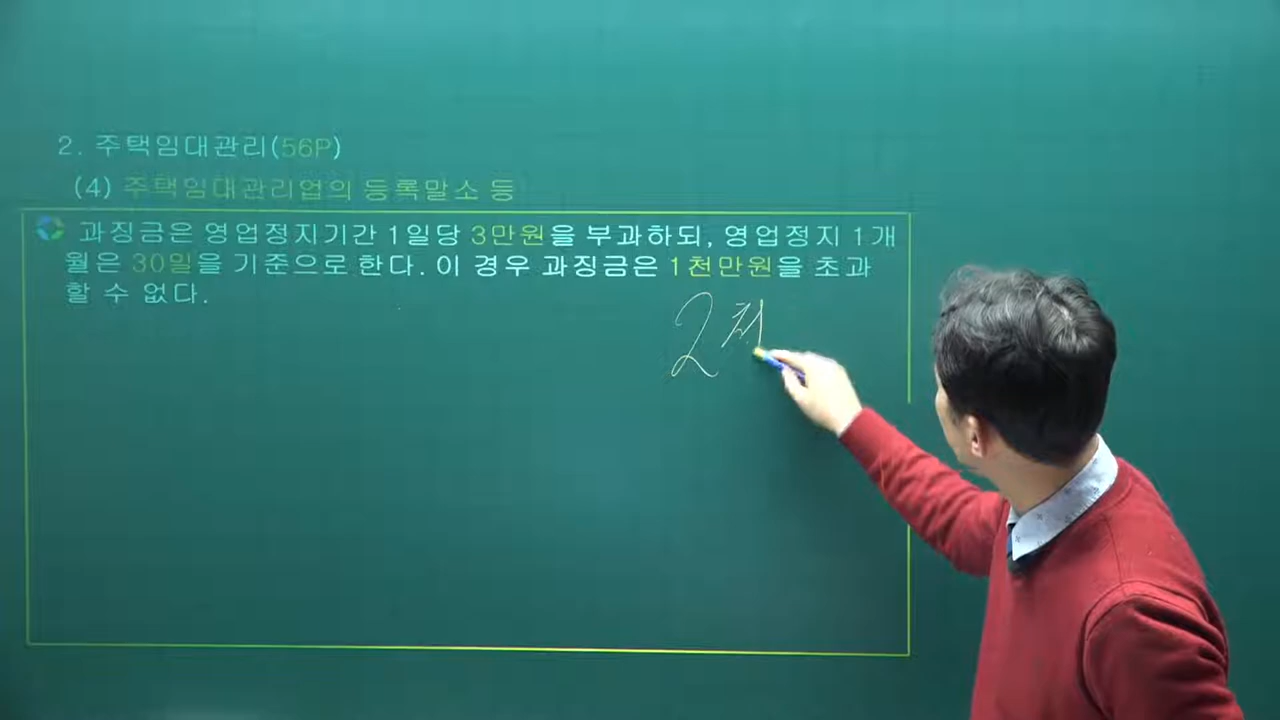 2. 주택임대관리(56P)
(4) 주택임대관리업의 등록말소 등
과징금은 영업정지기간 1일당 3만원을 부과하되, 영업정지 1개
월은 30일을 기준으로 한다. 이 경우 과징금은 1천만원을 초과
할 수 없다.
2